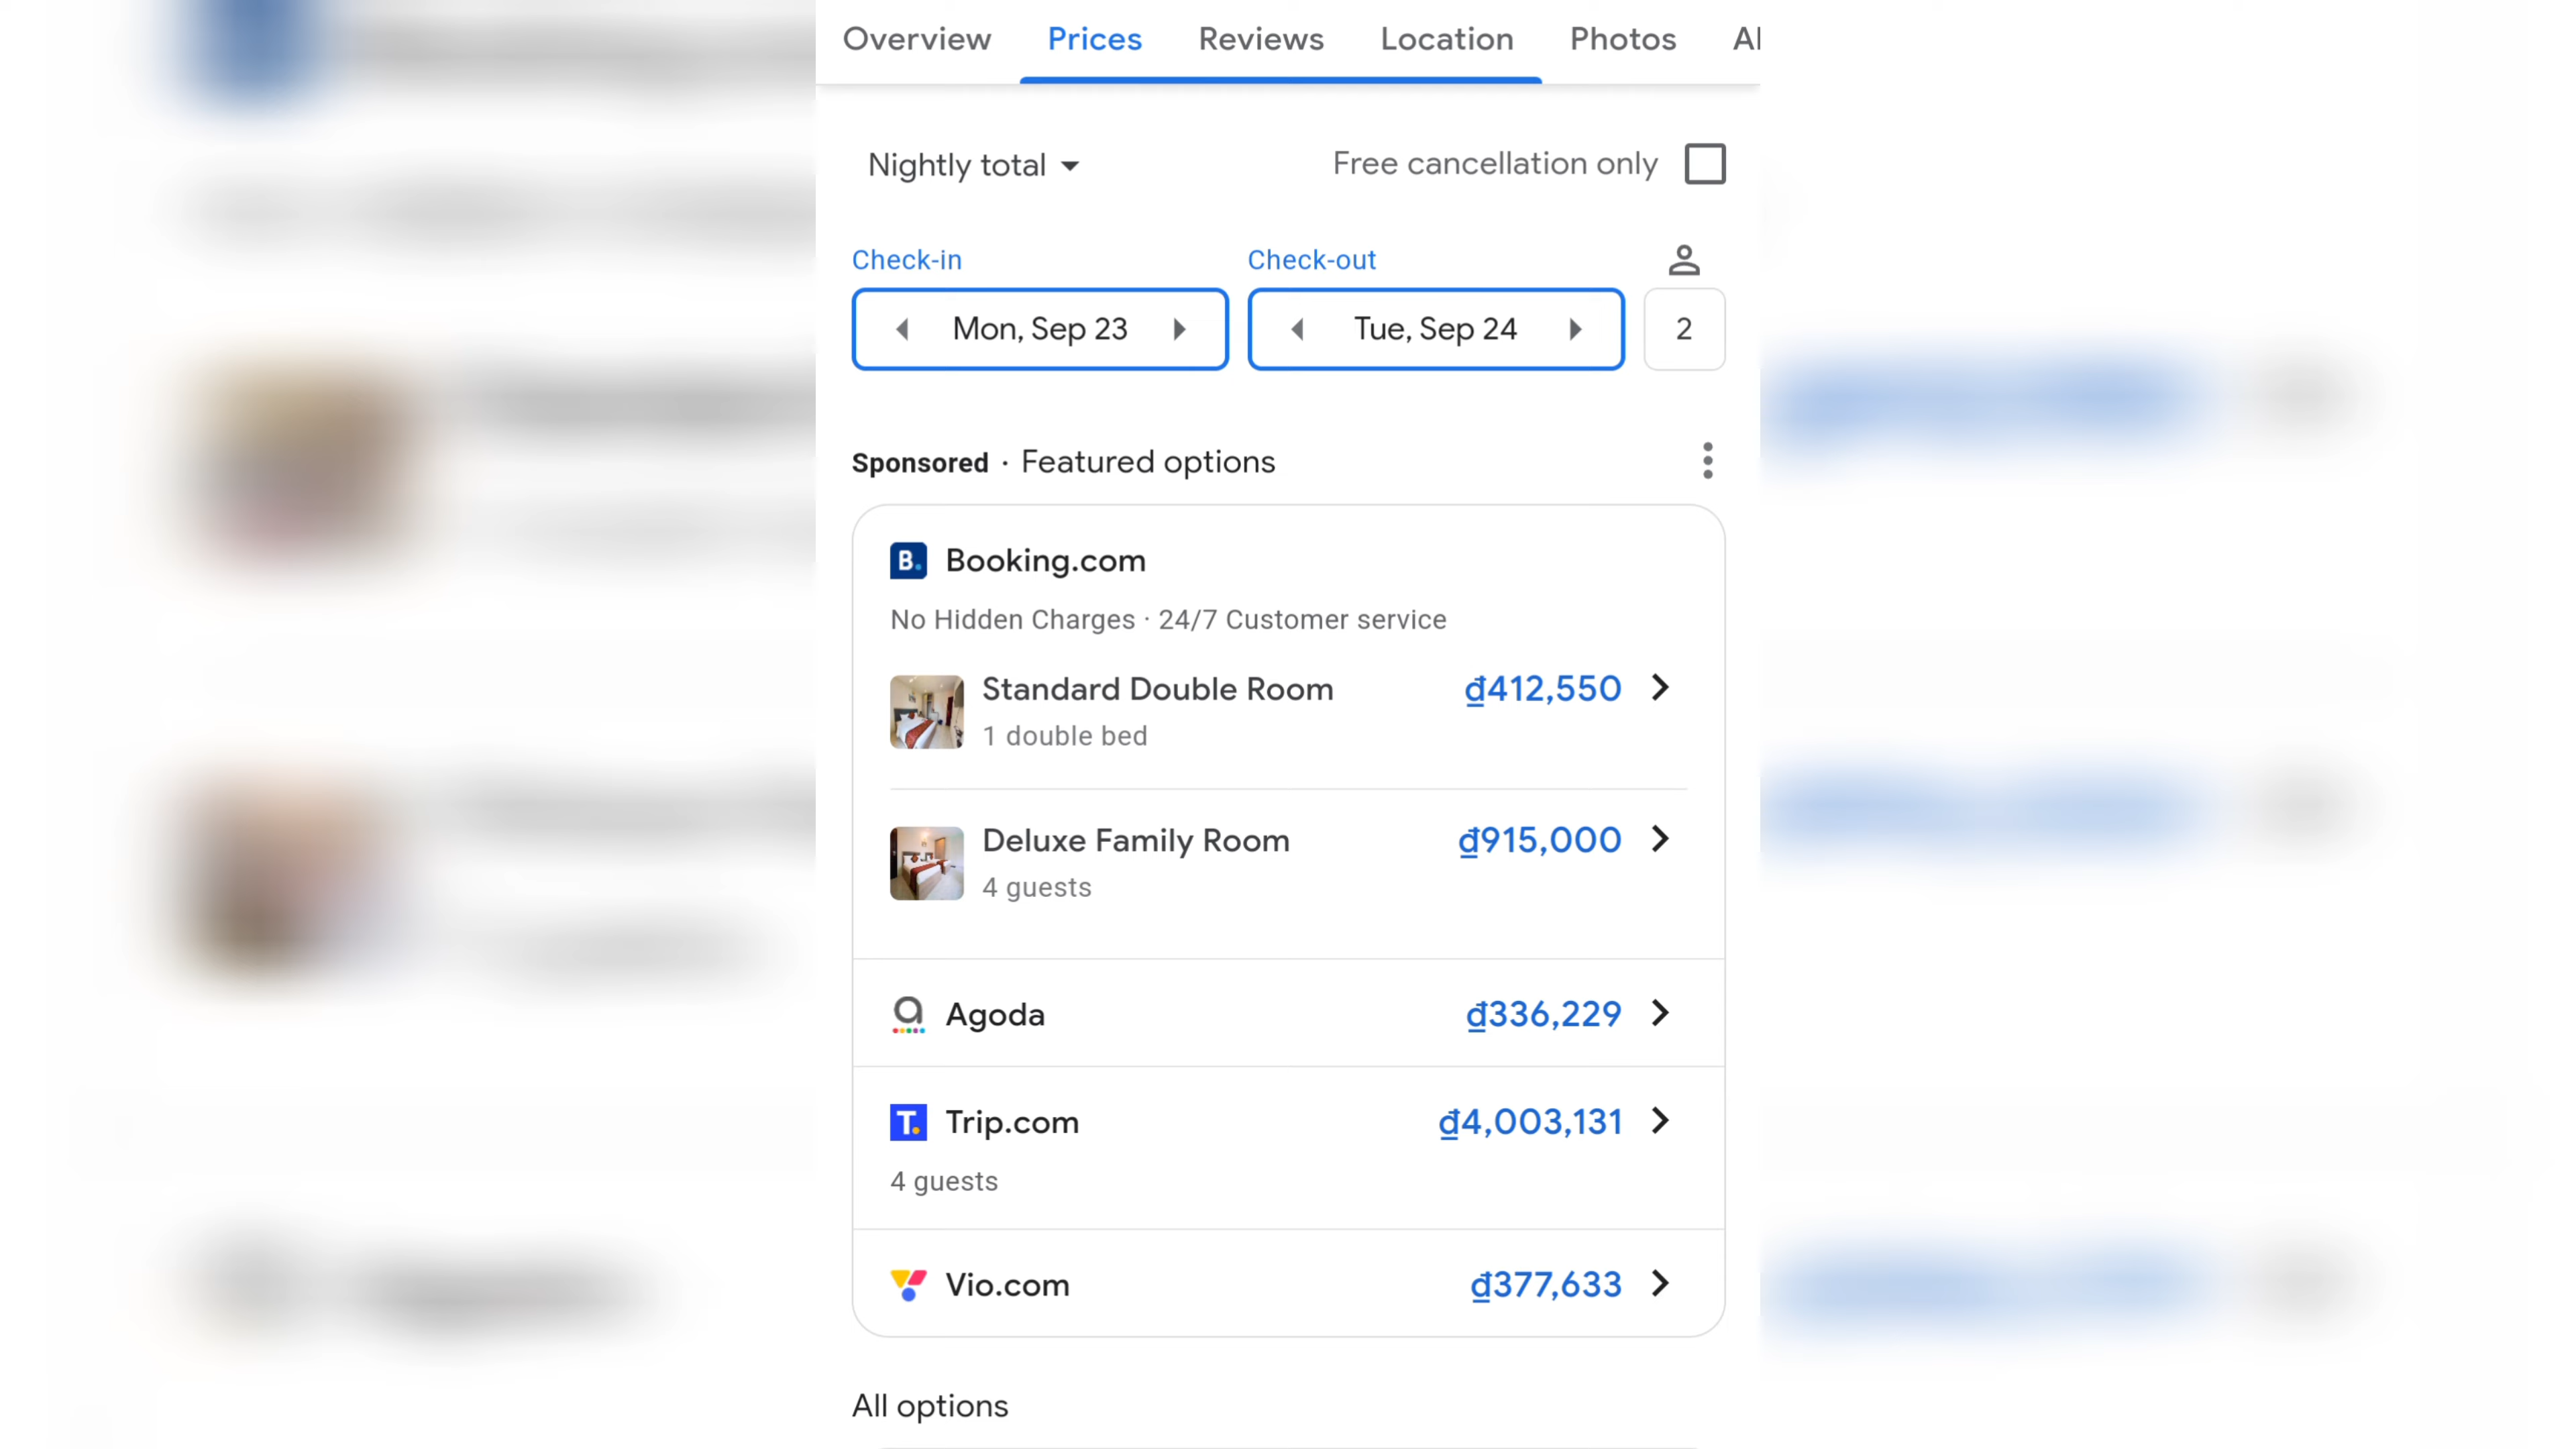 Overview Prices Reviews Location Photos
Nightly total Free cancellation only
Check-in Check-out
Mon, Sep 23 Tue, Sep 24 2
Sponsored · Featured options
B. Booking.com
No Hidden Charges · 24/7 Customer service
Standard Double Room ₫412,550
1 double bed
Deluxe Family Room ₫915,000
4 guests
a Agoda ₫336,229
T. Trip.com ₫4,003,131
4 guests
Vio.com ₫377,633
All options